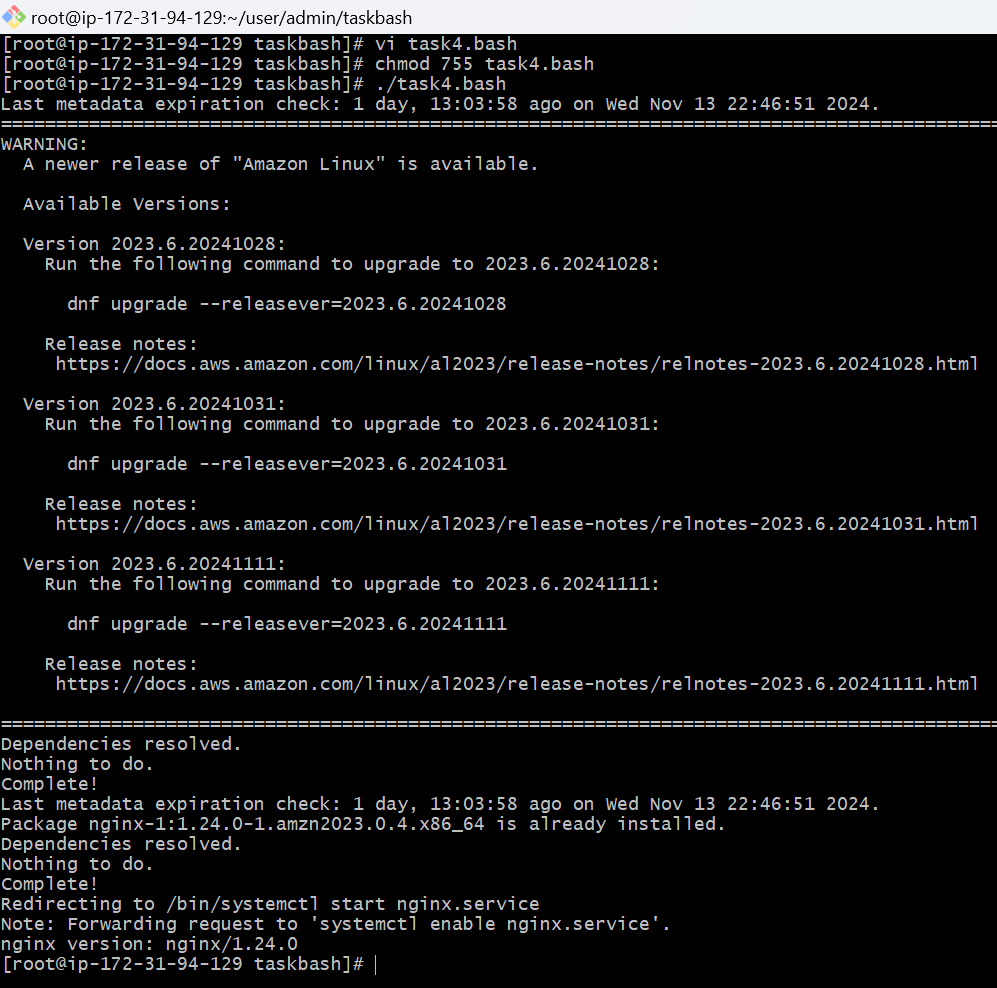 root@ip-172-31-94-129:~/user/admin/taskbash
[root@ip-172-31-94-129 taskbash]# vi task4.bash
[root@ip-172-31-94-129 taskbash]# chmod 755 task4.bash
[root@ip-172-31-94-129 taskbash]# ./task4.bash
Last metadata expiration check: 1 day, 13:03:58 ago on Wed Nov 13 22:46:51 2024.
==========================================================================================
WARNING:
  A newer release of "Amazon Linux" is available.

  Available Versions:

  Version 2023.6.20241028:
    Run the following command to upgrade to 2023.6.20241028:

      dnf upgrade --releasever=2023.6.20241028

    Release notes:
     https://docs.aws.amazon.com/linux/al2023/release-notes/relnotes-2023.6.20241028.html

  Version 2023.6.20241031:
    Run the following command to upgrade to 2023.6.20241031:

      dnf upgrade --releasever=2023.6.20241031

    Release notes:
     https://docs.aws.amazon.com/linux/al2023/release-notes/relnotes-2023.6.20241031.html

  Version 2023.6.20241111:
    Run the following command to upgrade to 2023.6.20241111:

      dnf upgrade --releasever=2023.6.20241111

    Release notes:
     https://docs.aws.amazon.com/linux/al2023/release-notes/relnotes-2023.6.20241111.html

==========================================================================================
Dependencies resolved.
Nothing to do.
Complete!
Last metadata expiration check: 1 day, 13:03:58 ago on Wed Nov 13 22:46:51 2024.
Package nginx-1:1.24.0-1.amzn2023.0.4.x86_64 is already installed.
Dependencies resolved.
Nothing to do.
Complete!
Redirecting to /bin/systemctl start nginx.service
Note: Forwarding request to 'systemctl enable nginx.service'.
nginx version: nginx/1.24.0
[root@ip-172-31-94-129 taskbash]#